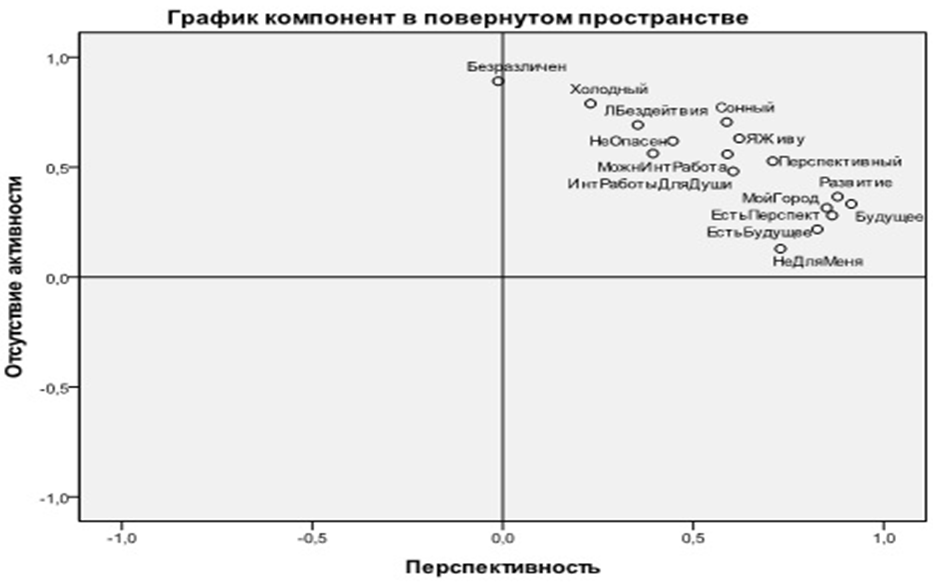 График компонент в повернутом пространстве
1,0
Безразличен
Холодный
ЛБездейтвия
Сонный
НеОпасен
ЯЖиву
0,5
МожнИнтРабота
Перспективный
ИнтРаботыДляДуши
Развитие
МойГород
ЕстьПерспект
Будущее
ЕстьБудущее
НеДляМеня
0,0
-0,5
-1,0
Отсутствие активности
-1,0 -0,5 0,0 0,5 1,0
Перспективность